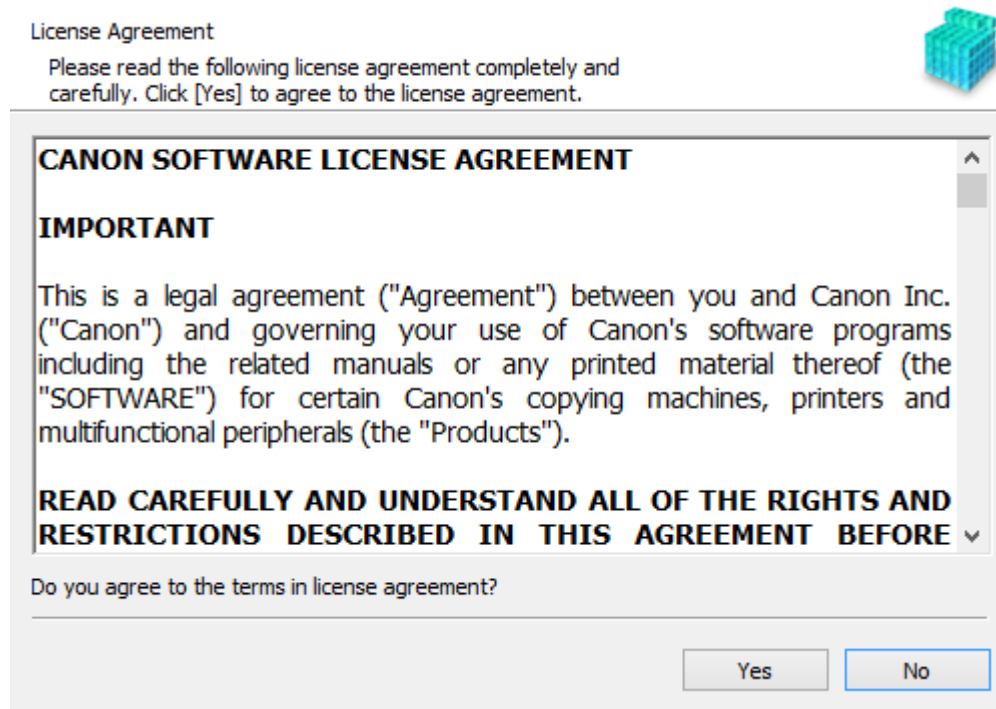 License Agreement
Please read the following license agreement completely and
carefully. Click [Yes] to agree to the license agreement.
CANON SOFTWARE LICENSE AGREEMENT
IMPORTANT
This is a legal agreement ("Agreement") between you and Canon Inc.
("Canon") and governing your use of Canon's software programs
including the related manuals or any printed material thereof (the
"SOFTWARE") for certain Canon's copying machines, printers and
multifunctional peripherals (the "Products").
READ CAREFULLY AND UNDERSTAND ALL OF THE RIGHTS AND
RESTRICTIONS DESCRIBED IN THIS AGREEMENT BEFORE
Do you agree to the terms in license agreement?
Yes
No